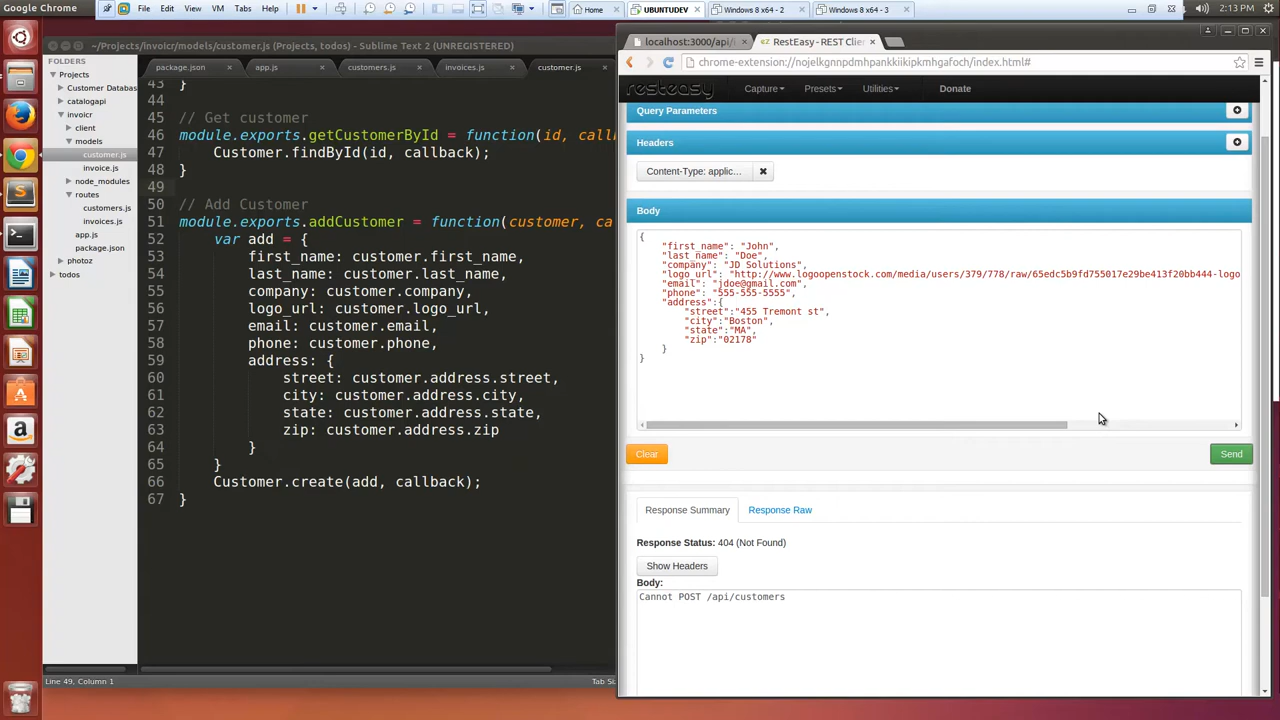 Google Chrome
File Edit View VM Tabs Help
Home
UBUNTUDEV
Windows 8 x64 - 2
Windows 8 x64 - 3
2:13 PM
~/Projects/invoicr/models/customer.js (Projects, todos) - Sublime Text 2 (UNREGISTERED)
FOLDERS
Projects
Customer Databas
catalogapi
invoicr
client
models
customer.js
invoice.js
node_modules
routes
customers.js
invoices.js
app.js
package.json
photoz
todos
package.json
app.js
customers.js
invoices.js
customer.js
43 }
44
45 // Get customer
46 module.exports.getCustomerById = function(id, callb
47 Customer.findById(id, callback);
48 }
49
50 // Add Customer
51 module.exports.addCustomer = function(customer, ca
52 var add = {
53 first_name: customer.first_name,
54 last_name: customer.last_name,
55 company: customer.company,
56 logo_url: customer.logo_url,
57 email: customer.email,
58 phone: customer.phone,
59 address: {
60 street: customer.address.street,
61 city: customer.address.city,
62 state: customer.address.state,
63 zip: customer.address.zip
64 }
65 }
66 Customer.create(add, callback);
67 }
Line 49, Column 1
Tab Si
localhost:3000/api/i
RestEasy - REST Clie
chrome-extension://nojelkgnnpdmhpankkiikipkmhgafoch/index.html#
resteasy
Capture
Presets
Utilities
Donate
Query Parameters
Headers
Content-Type: applic...
Body
{
"first_name": "John",
"last_name": "Doe",
"company": "JD Solutions",
"logo_url": "http://www.logoopenstock.com/media/users/379/778/raw/65edc5b9fd755017e29be413f20bb444-logo
"email": "jdoe@gmail.com",
"phone": "555-555-5555",
"address":{
"street":"455 Tremont st",
"city":"Boston",
"state":"MA",
"zip":"02178"
}
}
Clear
Send
Response Summary
Response Raw
Response Status: 404 (Not Found)
Show Headers
Body:
Cannot POST /api/customers